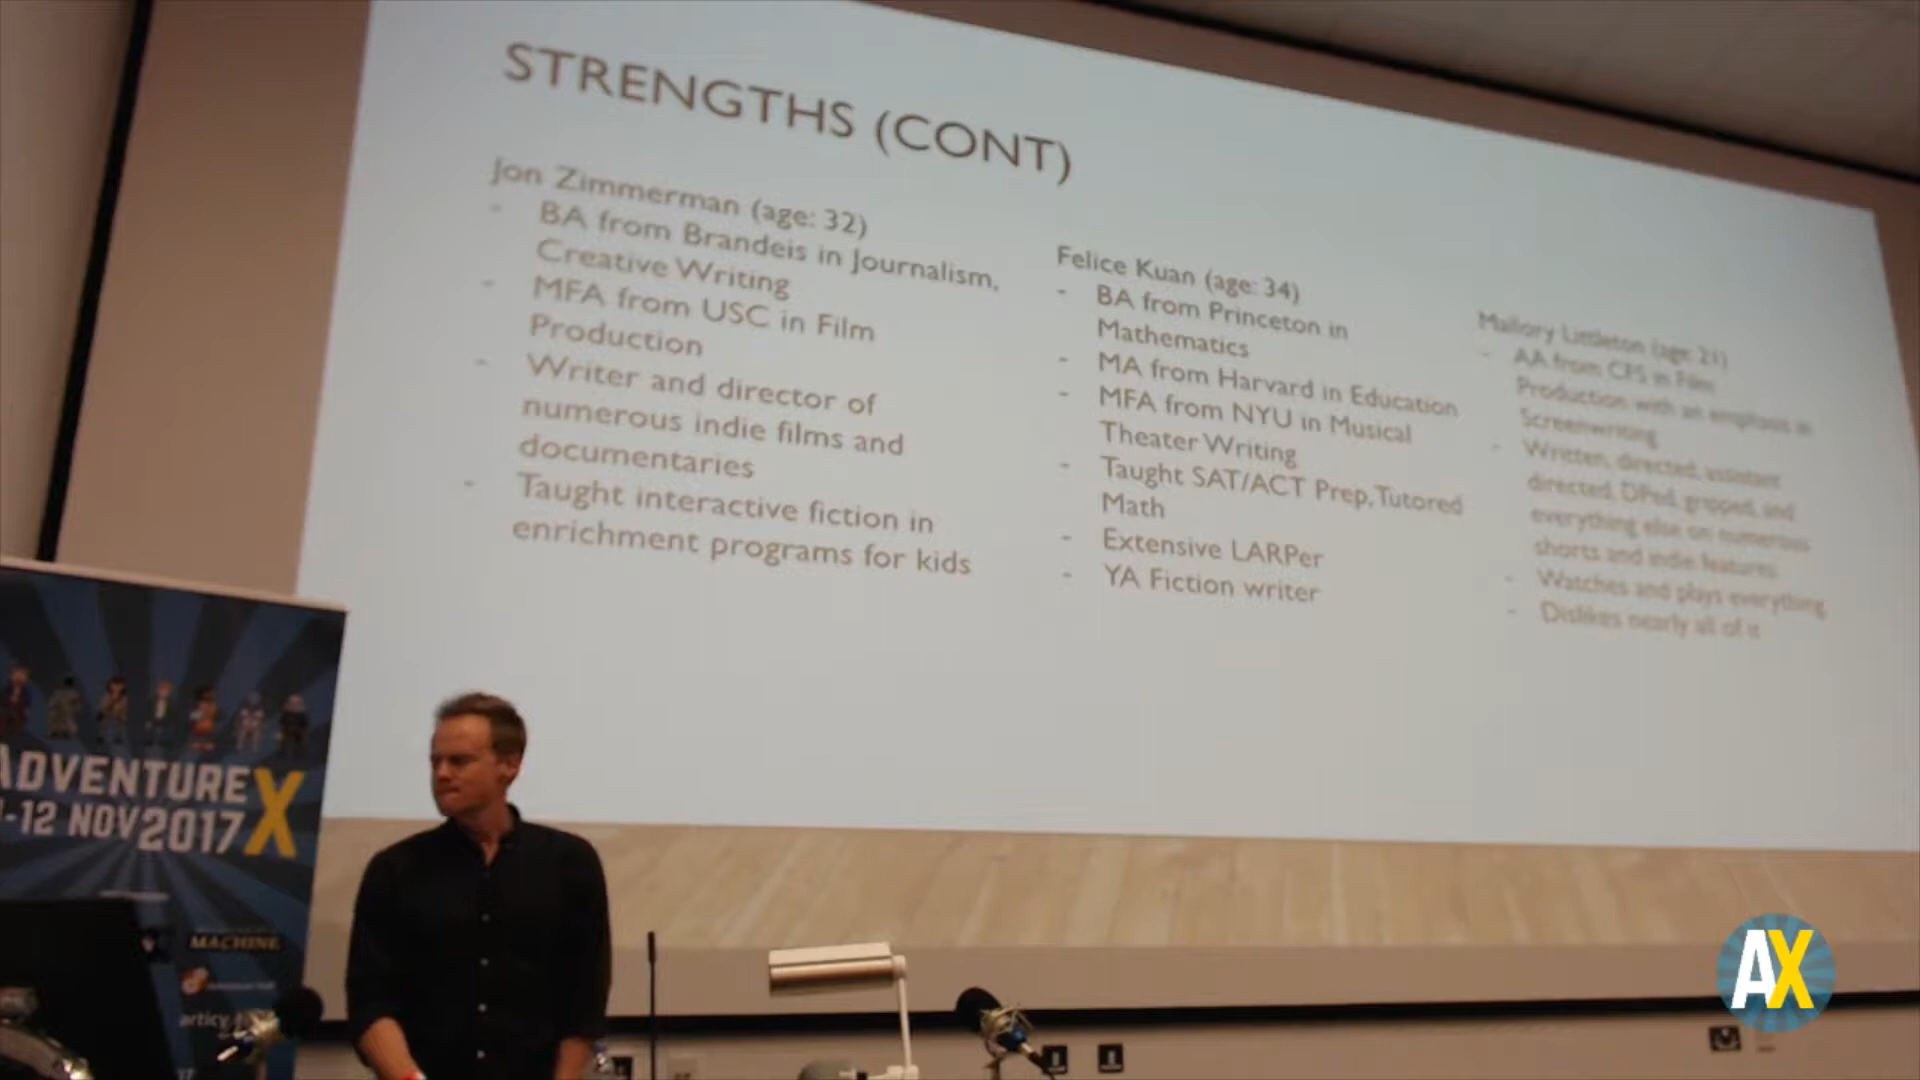 STRENGTHS (CONT)
Jon Zimmerman (age: 32)
- BA from Brandeis in Journalism,
Creative Writing
- MFA from USC in Film
Production
- Writer and director of
numerous indie films and
documentaries
- Taught interactive fiction in
enrichment programs for kids
Felice Kuan (age: 34)
- BA from Princeton in
Mathematics
- MA from Harvard in Education
- MFA from NYU in Musical
Theater Writing
- Taught SAT/ACT Prep, Tutored
Math
- Extensive LARPer
- YA Fiction writer
Mallory Littleton (age: 21)
- AA from CFS in Film
Production with an emphasis in
Screenwriting
- Written, directed, assistant
directed, DPed, gripped, and
everything else on numerous
shorts and indie features
- Watches and plays everything
- Dislikes nearly all of it
ADVENTURE X
-12 NOV 2017
MACHINE
articy
AX